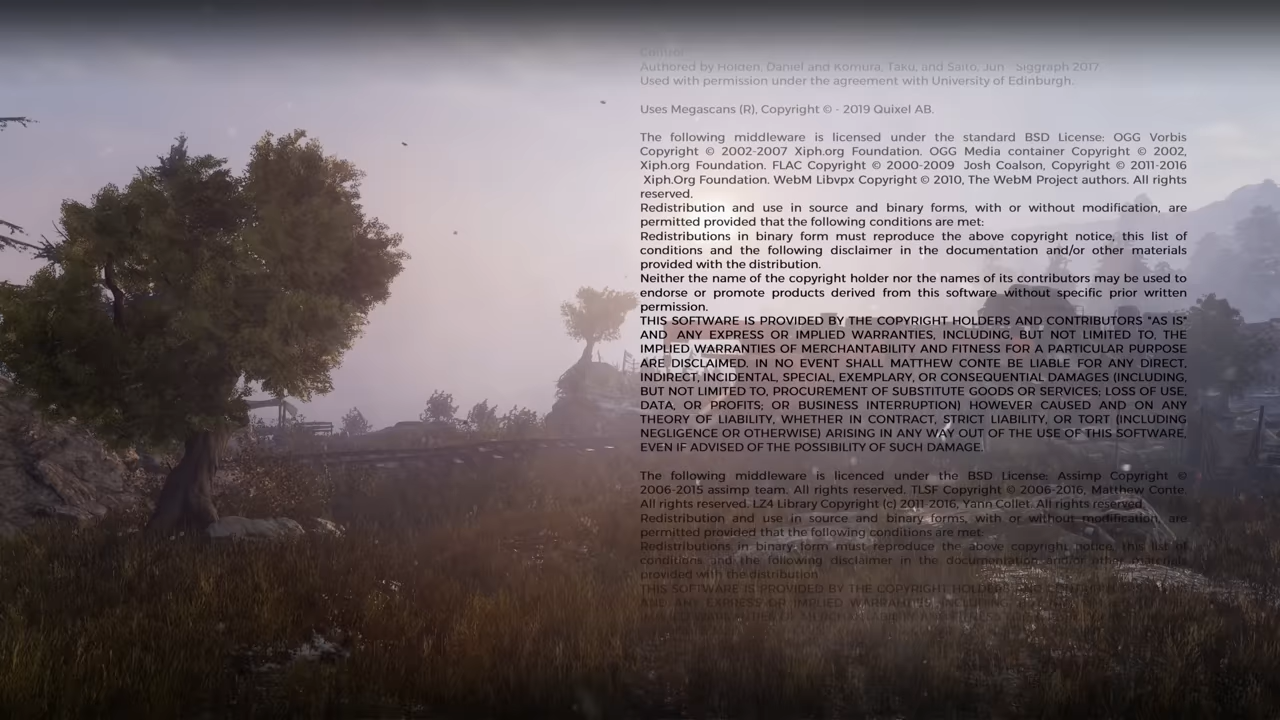 Control
Authored by Holden, Daniel and Komura, Taku, and Saito, Jun - Siggraph 2017.
Used with permission under the agreement with University of Edinburgh.
Uses Megascans (R), Copyright © - 2019 Quixel AB.
The following middleware is licensed under the standard BSD License: OGG Vorbis
Copyright © 2002-2007 Xiph.org Foundation. OGG Media container Copyright © 2002,
Xiph.org Foundation. FLAC Copyright © 2000-2009 Josh Coalson, Copyright © 2011-2016
Xiph.Org Foundation. WebM Libvpx Copyright © 2010, The WebM Project authors. All rights
reserved.
Redistribution and use in source and binary forms, with or without modification, are
permitted provided that the following conditions are met:
Redistributions in binary form must reproduce the above copyright notice, this list of
conditions and the following disclaimer in the documentation and/or other materials
provided with the distribution.
Neither the name of the copyright holder nor the names of its contributors may be used to
endorse or promote products derived from this software without specific prior written
permission.
THIS SOFTWARE IS PROVIDED BY THE COPYRIGHT HOLDERS AND CONTRIBUTORS "AS IS"
AND ANY EXPRESS OR IMPLIED WARRANTIES, INCLUDING, BUT NOT LIMITED TO, THE
IMPLIED WARRANTIES OF MERCHANTABILITY AND FITNESS FOR A PARTICULAR PURPOSE
ARE DISCLAIMED. IN NO EVENT SHALL MATTHEW CONTE BE LIABLE FOR ANY DIRECT,
INDIRECT, INCIDENTAL, SPECIAL, EXEMPLARY, OR CONSEQUENTIAL DAMAGES (INCLUDING,
BUT NOT LIMITED TO, PROCUREMENT OF SUBSTITUTE GOODS OR SERVICES; LOSS OF USE,
DATA, OR PROFITS; OR BUSINESS INTERRUPTION) HOWEVER CAUSED AND ON ANY
THEORY OF LIABILITY, WHETHER IN CONTRACT, STRICT LIABILITY, OR TORT (INCLUDING
NEGLIGENCE OR OTHERWISE) ARISING IN ANY WAY OUT OF THE USE OF THIS SOFTWARE,
EVEN IF ADVISED OF THE POSSIBILITY OF SUCH DAMAGE.
The following middleware is licenced under the BSD License: Assimp Copyright ©
2006-2015 assimp team. All rights reserved. TLSF Copyright © 2006-2016, Matthew Conte.
All rights reserved. LZ4 Library Copyright (c) 2011-2016, Yann Collet. All rights reserved.
Redistribution and use in source and binary forms, with or without modification, are
permitted provided that the following conditions are met:
Redistributions in binary form must reproduce the above copyright notice, this list of
conditions and the following disclaimer in the documentation and/or other materials
provided with the distribution
THIS SOFTWARE IS PROVIDED BY THE COPYRIGHT HOLDERS AND
AND ANY EXPRESS OR IMPLIED WARRANTIES, INCLUDING